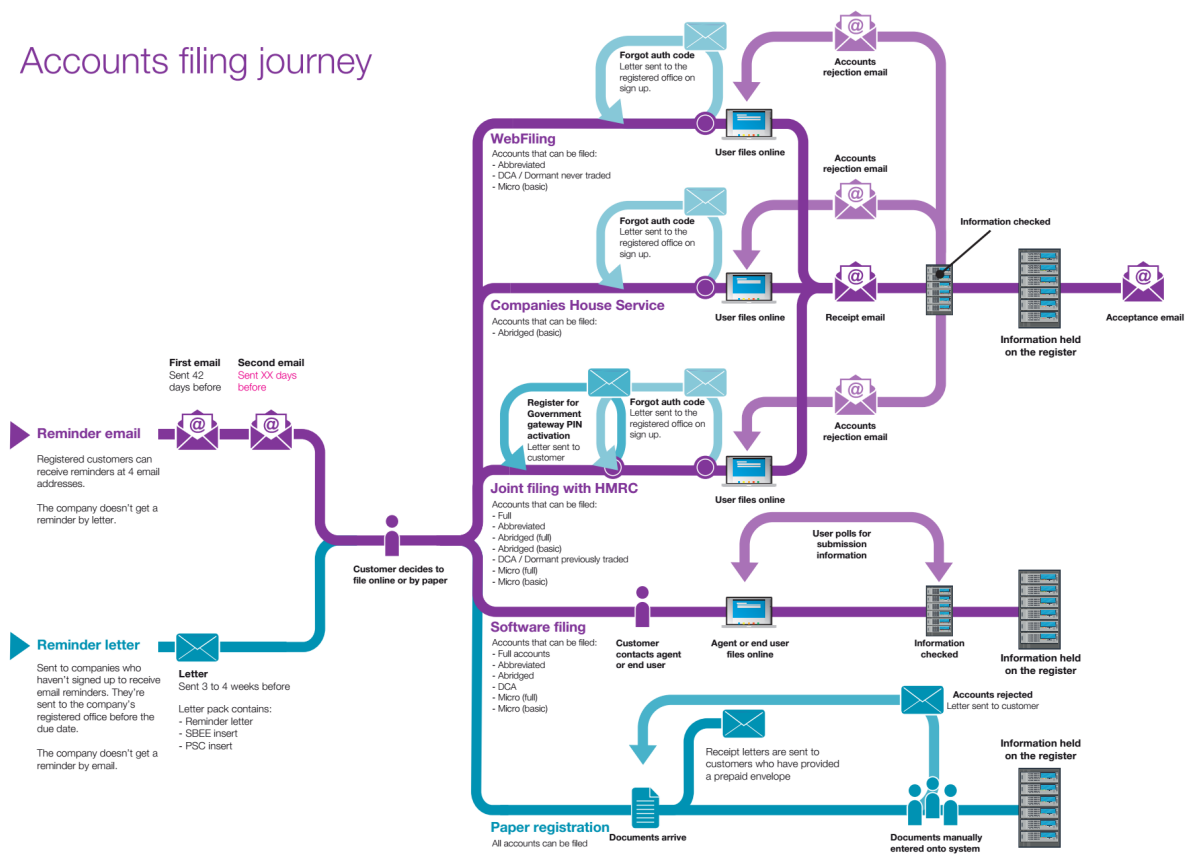 Accounts filing journey
Forgot auth code
Letter sent to the
registered office on
sign up.
Accounts
rejection email
WebFiling
Accounts that can be filed:
- Abbreviated
- DCA / Dormant never traded
- Micro (basic)
User files online
Accounts
rejection email
Forgot auth code
Letter sent to the
registered office on
sign up.
Information checked
Companies House Service
Accounts that can be filed:
- Abridged (basic)
User files online
Receipt email
Information held
on the register
Acceptance email
First email
Sent 42
days before
Second email
Sent XX days
before
Reminder email
Registered customers can
receive reminders at 4 email
addresses.
The company doesn't get a
reminder by letter.
Register for
Government
gateway PIN
activation
Letter sent to
customer
Forgot auth code
Letter sent to the
registered office on
sign up.
Accounts
rejection email
Joint filing with HMRC
Accounts that can be filed:
- Full
- Abbreviated
- Abridged (full)
- Abridged (basic)
- DCA / Dormant previously traded
- Micro (full)
- Micro (basic)
User files online
Customer decides to
file online or by paper
User polls for
submission
information
Software filing
Accounts that can be filed:
- Full accounts
- Abbreviated
- Abridged
- DCA
- Micro (full)
- Micro (basic)
Customer
contacts agent
or end user
Agent or end user
files online
Information
checked
Information held
on the register
Reminder letter
Sent to companies who
haven't signed up to receive
email reminders. They're
sent to the company's
registered office before the
due date.
The company doesn't get a
reminder by email.
Letter
Sent 3 to 4 weeks before
Letter pack contains:
- Reminder letter
- SBEE insert
- PSC insert
Accounts rejected
Letter sent to customer
Receipt letters are sent to
customers who have provided
a prepaid envelope
Information held
on the register
Paper registration
All accounts can be filed
Documents arrive
Documents manually
entered onto system